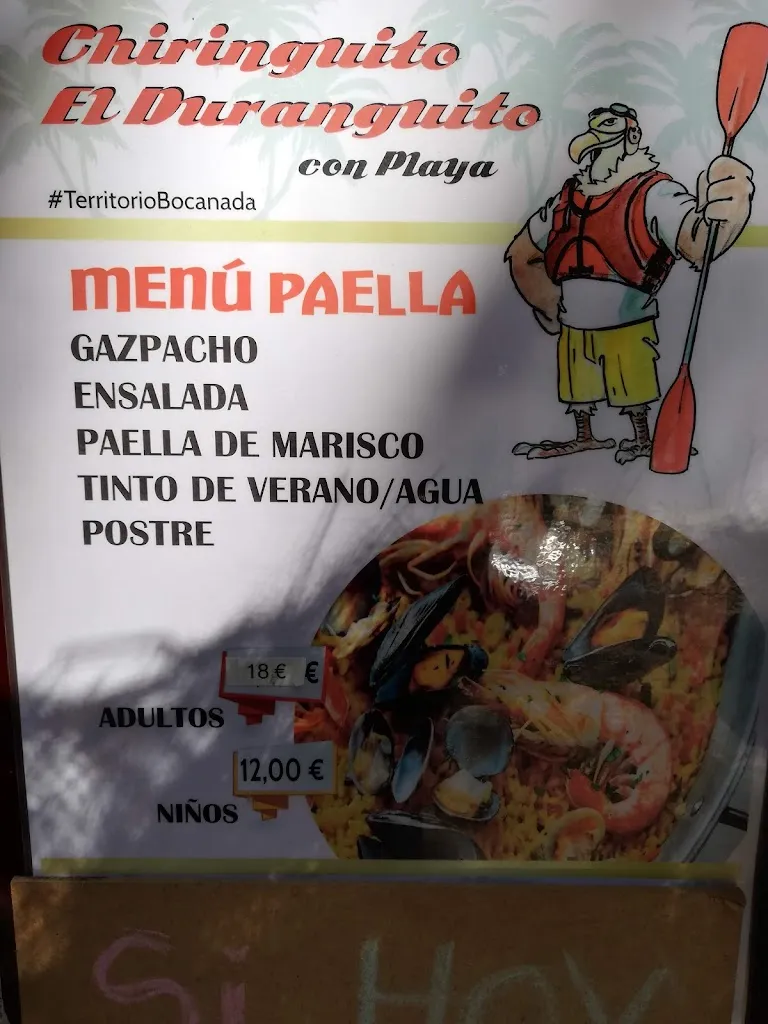 Chiringuito
El Duranguito
con Playa
#TerritorioBocanada
MENÚ PAELLA
GAZPACHO
ENSALADA
PAELLA DE MARISCO
TINTO DE VERANO/AGUA
POSTRE
18 € €
ADULTOS
12,00 €
NIÑOS
Si HOY